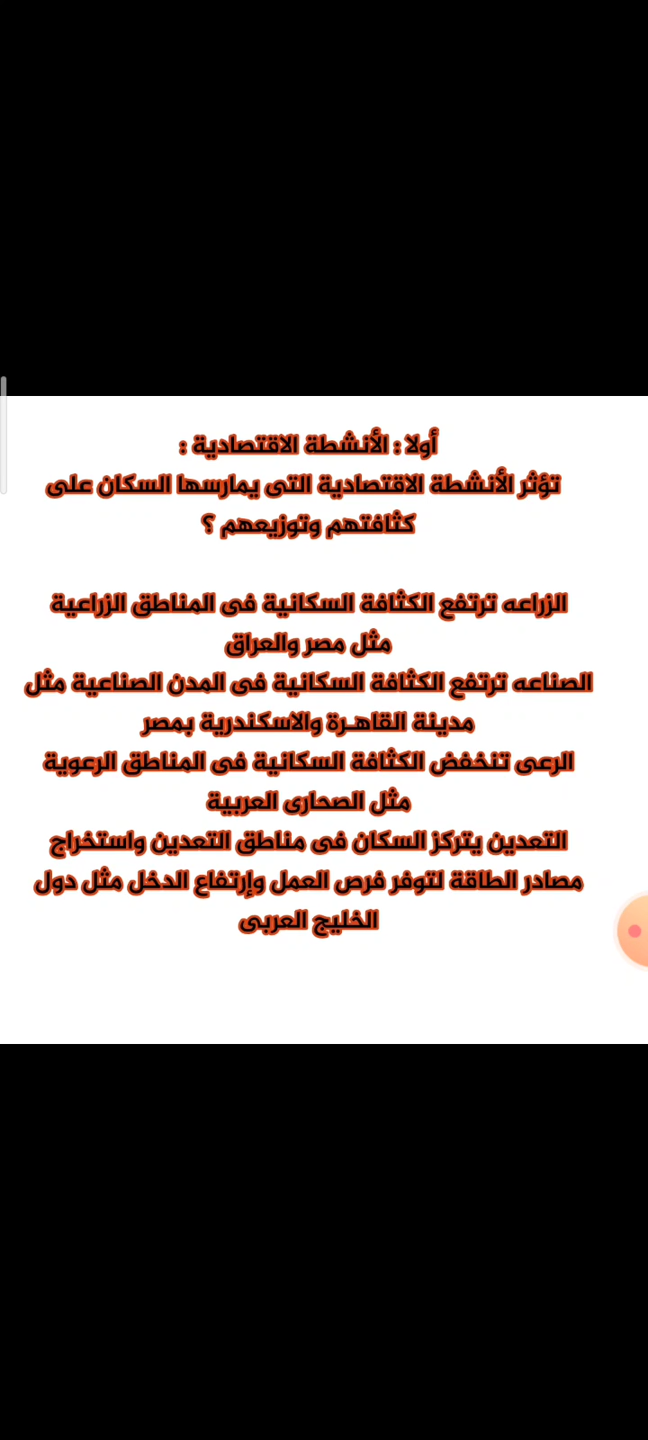 أولا : الأنشطة الاقتصادية :
تؤثر الأنشطة الاقتصادية التى يمارسها السكان على
كثافتهم وتوزيعهم ؟
الزراعه ترتفع الكثافة السكانية فى المناطق الزراعية
مثل مصر والعراق
الصناعه ترتفع الكثافة السكانية فى المدن الصناعية مثل
مدينة القاهرة والاسكندرية بمصر
الرعى تنخفض الكثافة السكانية فى المناطق الرعوية
مثل الصحارى العربية
التعدين يتركز السكان فى مناطق التعدين واستخراج
مصادر الطاقة لتوفر فرص العمل وإرتفاع الدخل مثل دول
الخليج العربى